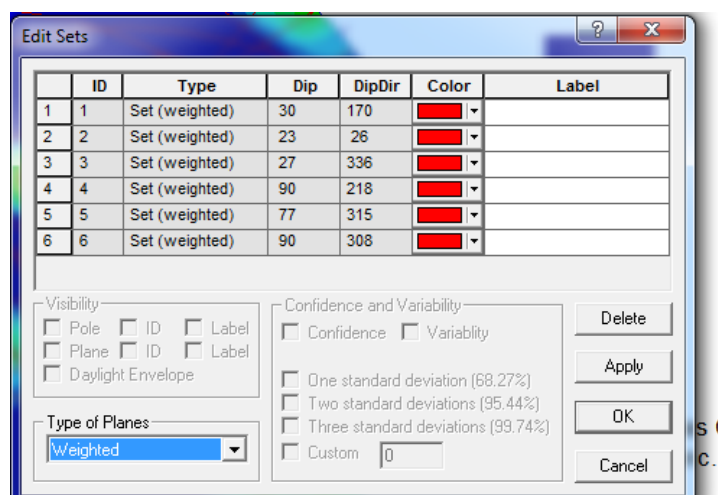 Edit Sets
ID Type Dip DipDir Color Label
1 1 Set (weighted) 30 170
2 2 Set (weighted) 23 26
3 3 Set (weighted) 27 336
4 4 Set (weighted) 90 218
5 5 Set (weighted) 77 315
6 6 Set (weighted) 90 308
Visibility
Pole ID Label
Plane ID Label
Daylight Envelope
Type of Planes
Weighted
Confidence and Variability
Confidence Variablity
One standard deviation (68.27%)
Two standard deviations (95.44%)
Three standard deviations (99.74%)
Custom 0
Delete
Apply
OK
Cancel
s
c.